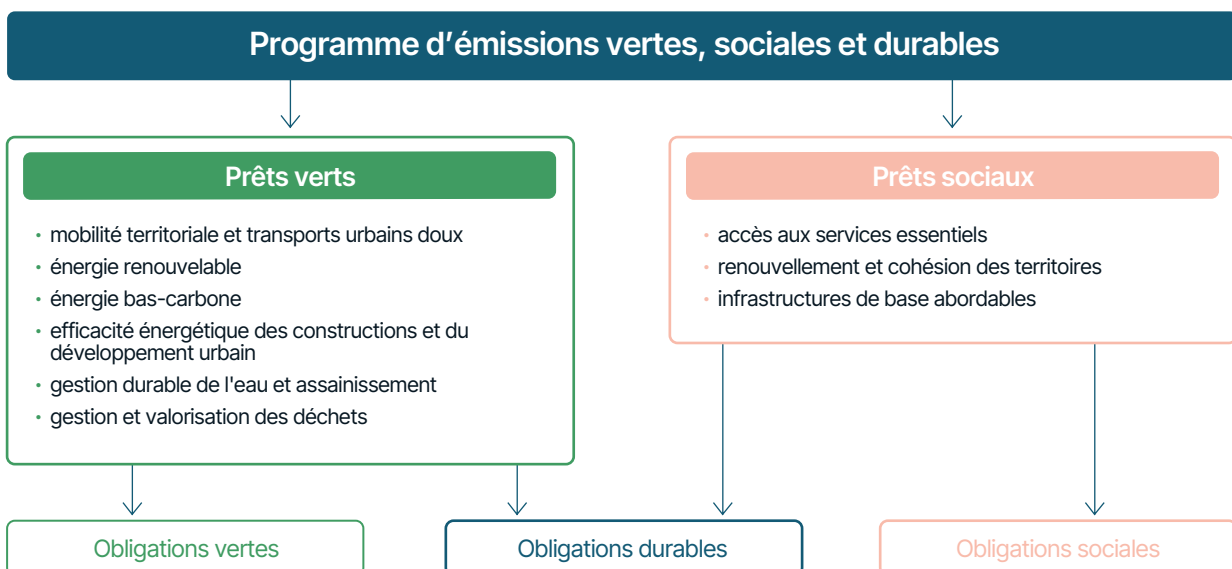 Programme d’émissions vertes, sociales et durables
Prêts verts
• mobilité territoriale et transports urbains doux
• énergie renouvelable
• énergie bas-carbone
• efficacité énergétique des constructions et du
développement urbain
• gestion durable de l'eau et assainissement
• gestion et valorisation des déchets
Prêts sociaux
• accès aux services essentiels
• renouvellement et cohésion des territoires
• infrastructures de base abordables
Obligations vertes
Obligations durables
Obligations sociales